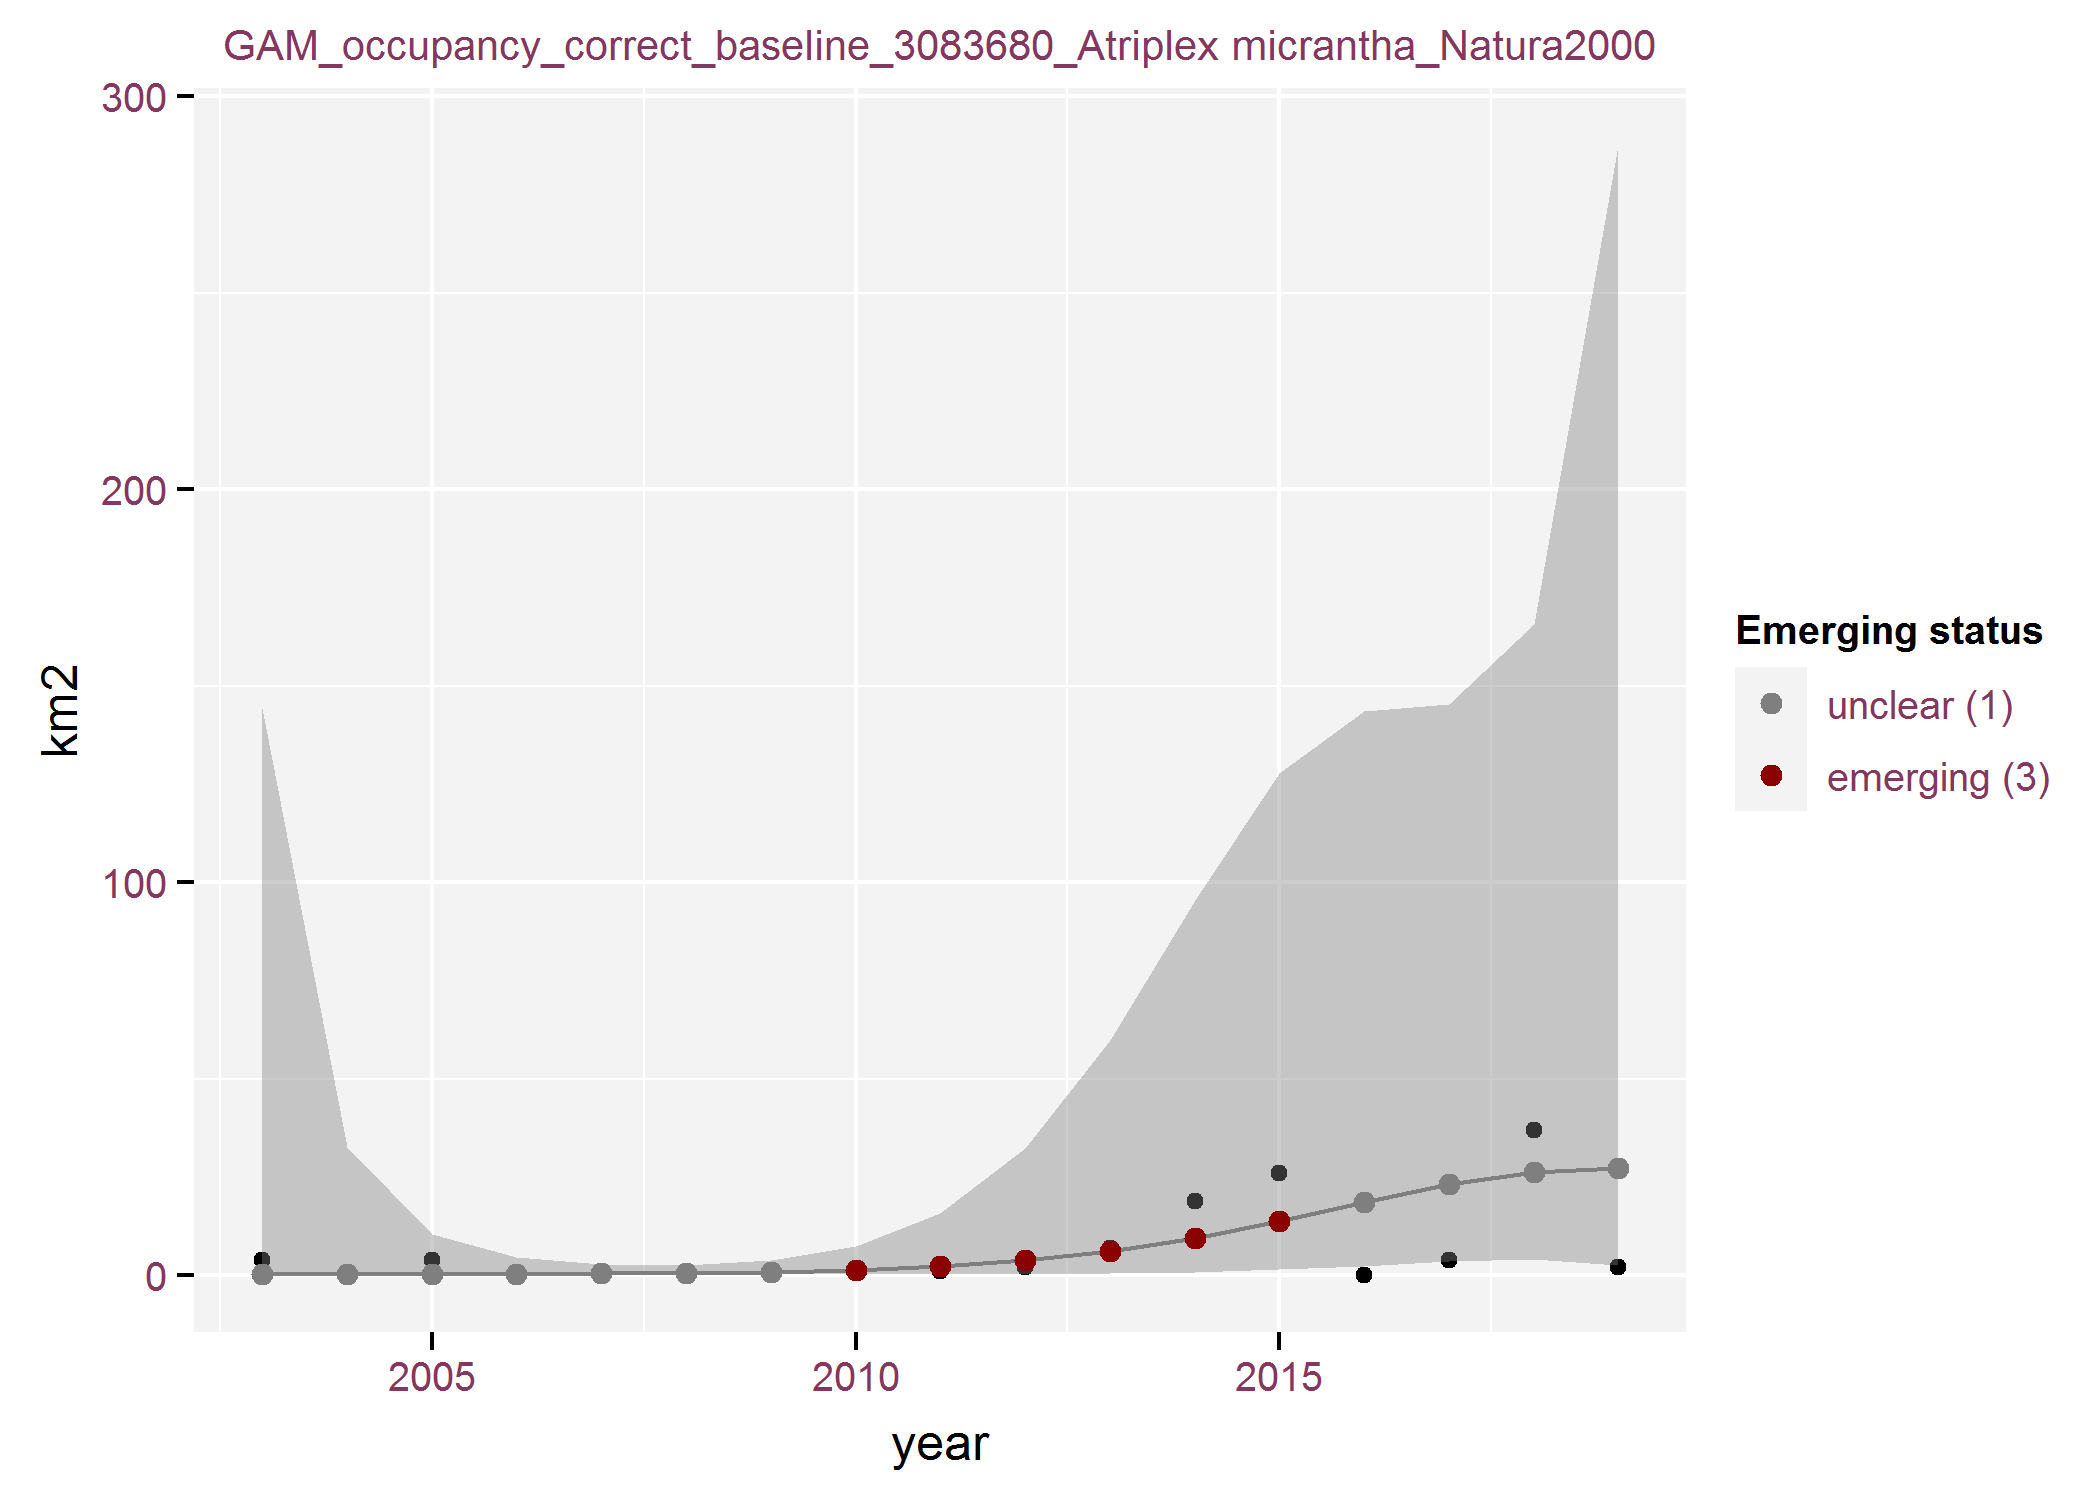 GAM_occupancy_correct_baseline_3083680_Atriplex micrantha_Natura2000
300
200
100
0
km2
2005
2010
2015
year
Emerging status
unclear (1)
emerging (3)